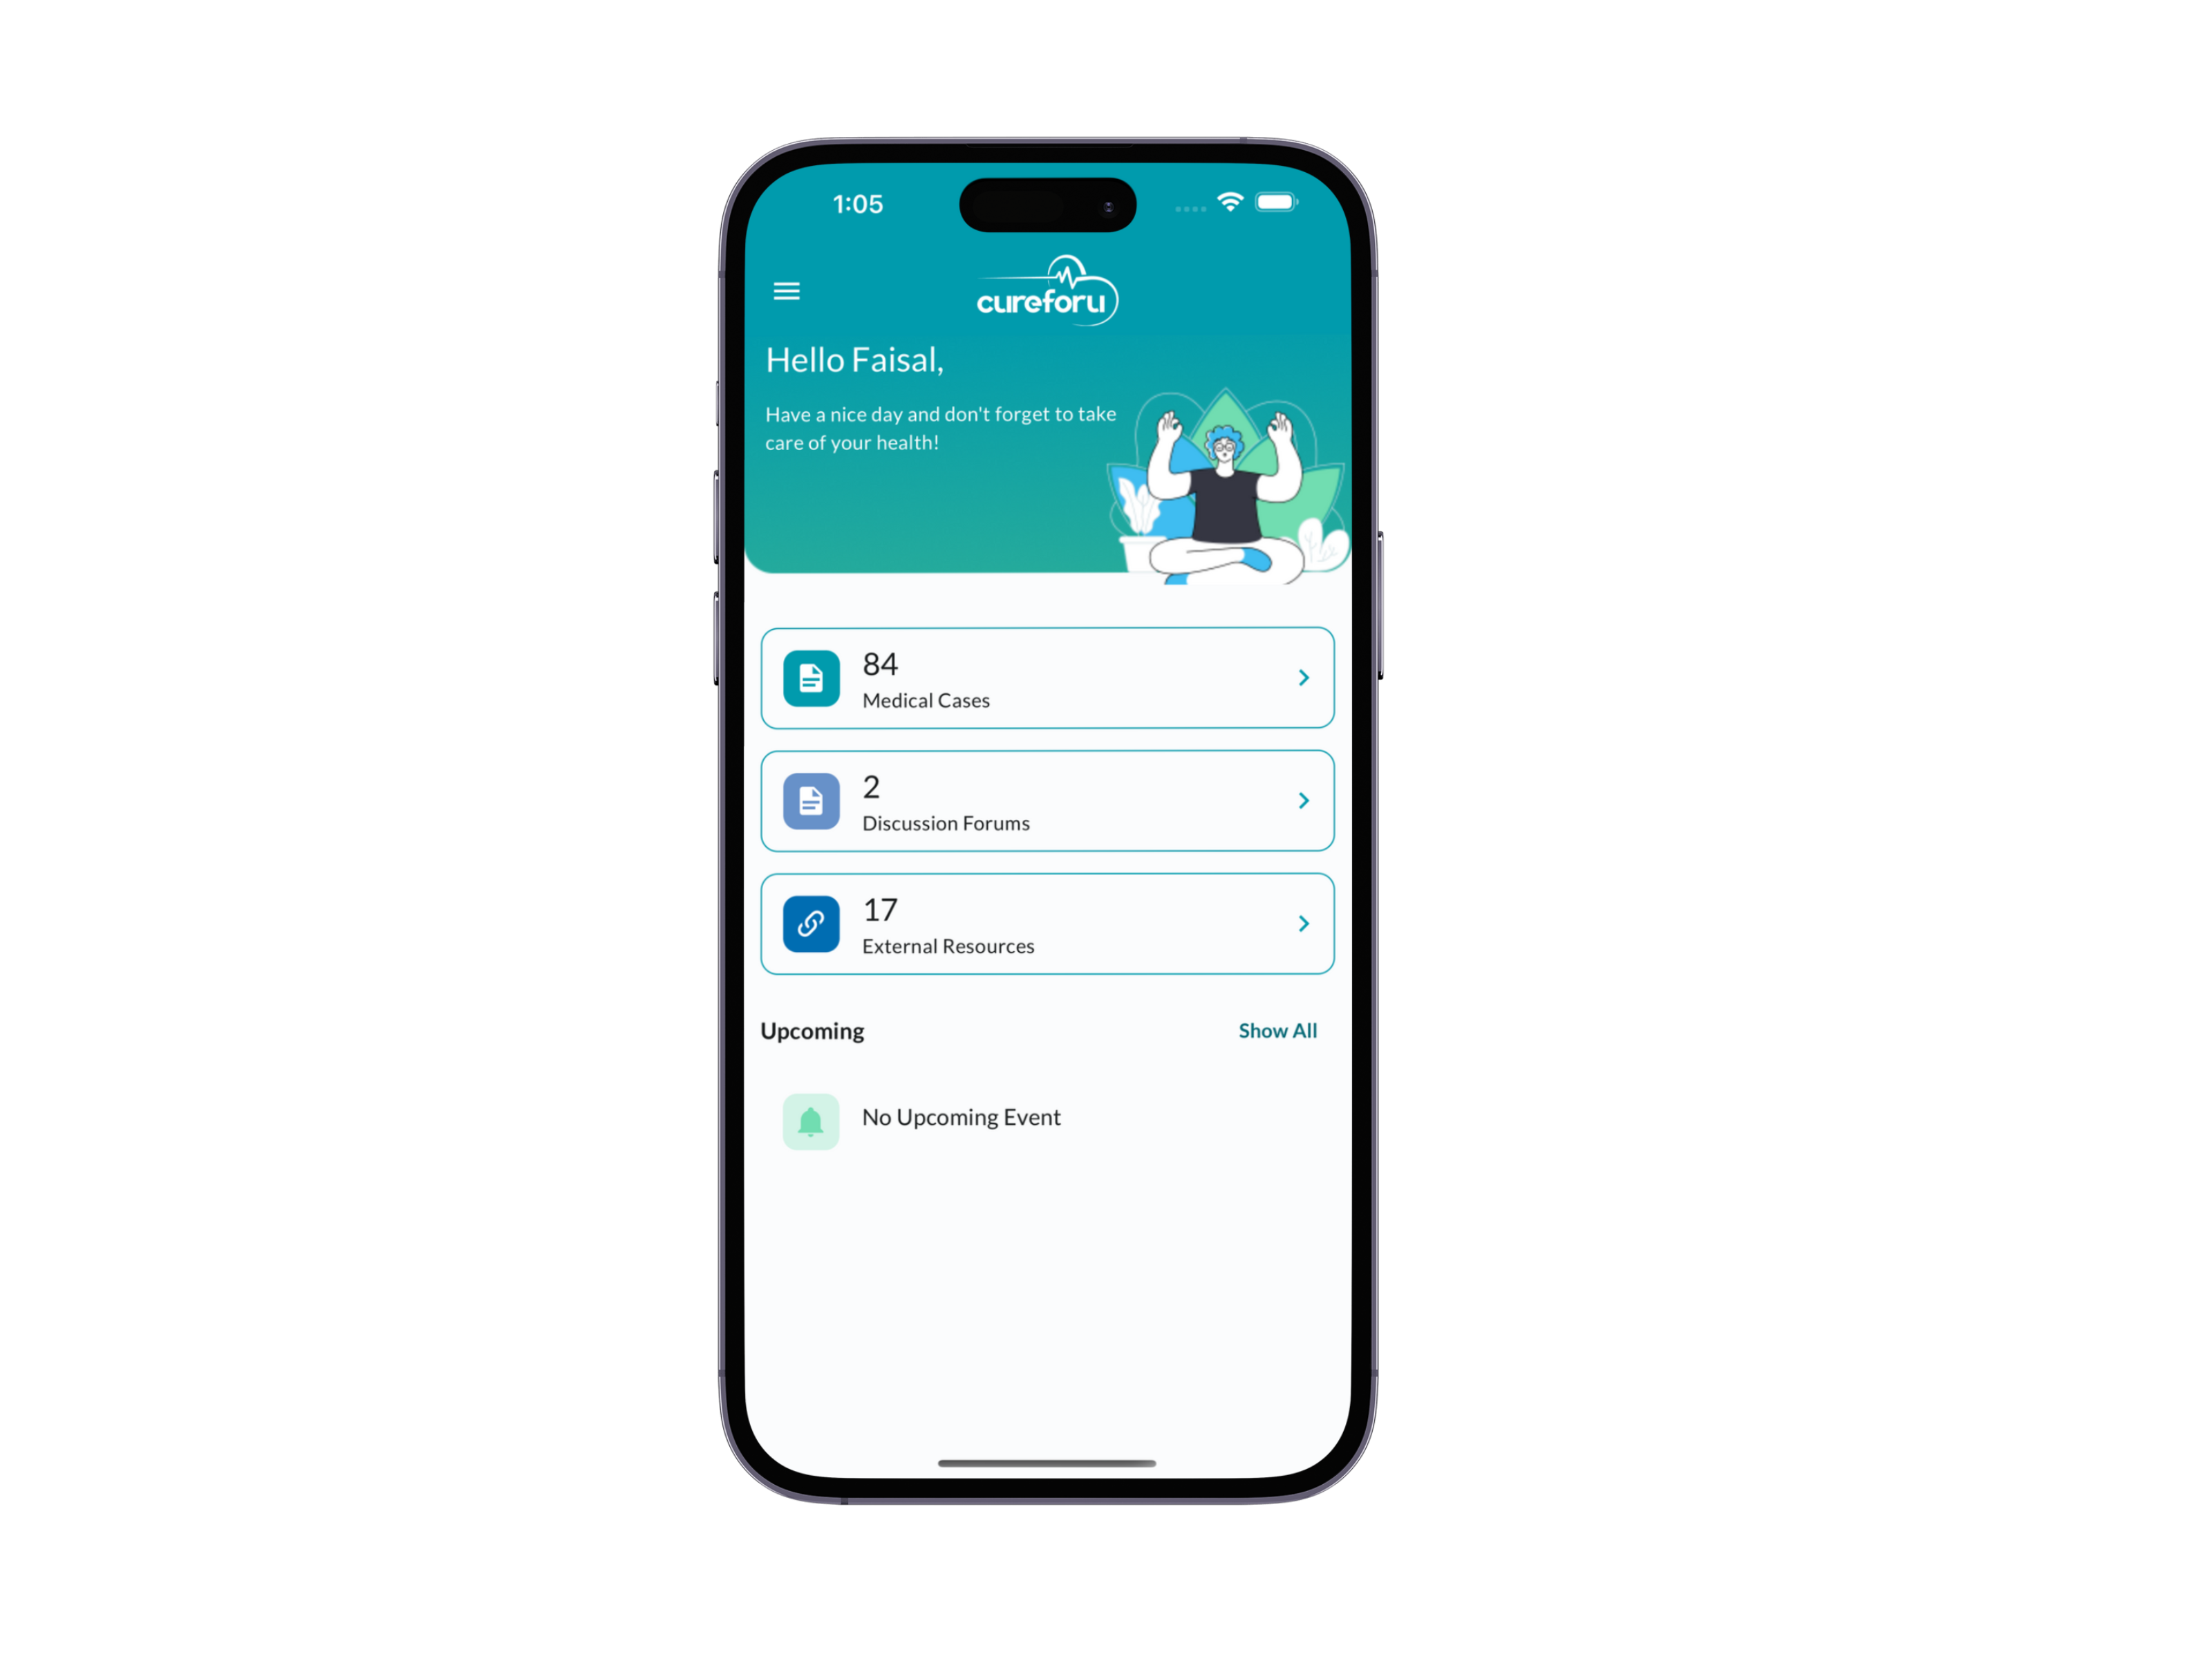 1:05
cureforu
Hello Faisal,
Have a nice day and don't forget to take
care of your health!
84
Medical Cases
2
Discussion Forums
17
External Resources
Upcoming
Show All
No Upcoming Event